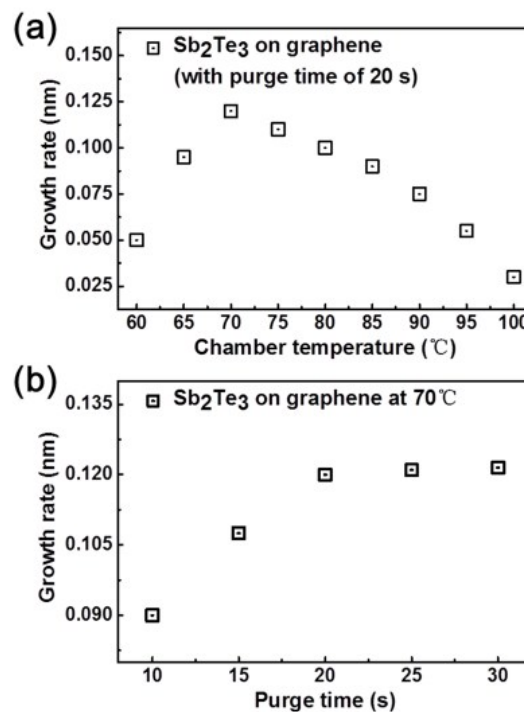 (a)
Sb₂Te₃ on graphene
(with purge time of 20 s)
Growth rate (nm)
0.150
0.125
0.100
0.075
0.050
0.025
60 65 70 75 80 85 90 95 100
Chamber temperature (℃)
(b)
Sb₂Te₃ on graphene at 70℃
Growth rate (nm)
0.135
0.120
0.105
0.090
10 15 20 25 30
Purge time (s)